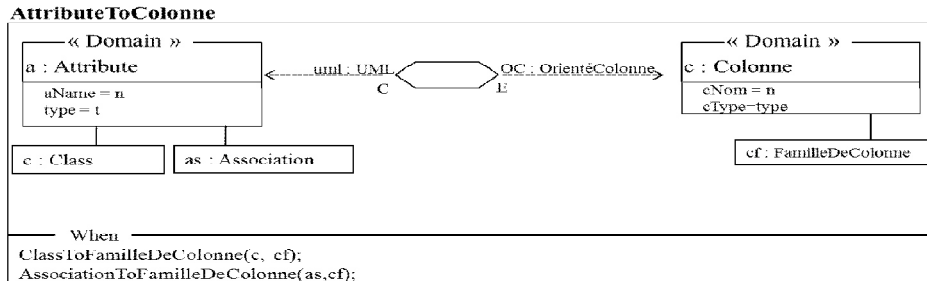 AttributeToColonne
« Domain »
a : Attribute
aName = n
type = t
c : Class
as : Association
uml : UML
C
OC : OrientéColonne
E
« Domain »
c : Colonne
cNom = n
cType=type
cf : FamilleDeColonne
When
ClassToFamilleDeColonne(c, cf);
AssociationToFamilleDeColonne(as,cf);